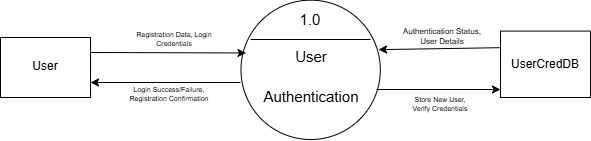 1.0
User
Authentication
User
Registration Data, Login
Credentials
Login Success/Failure,
Registration Confirmation
Authentication Status,
User Details
Store New User,
Verify Credentials
UserCredDB